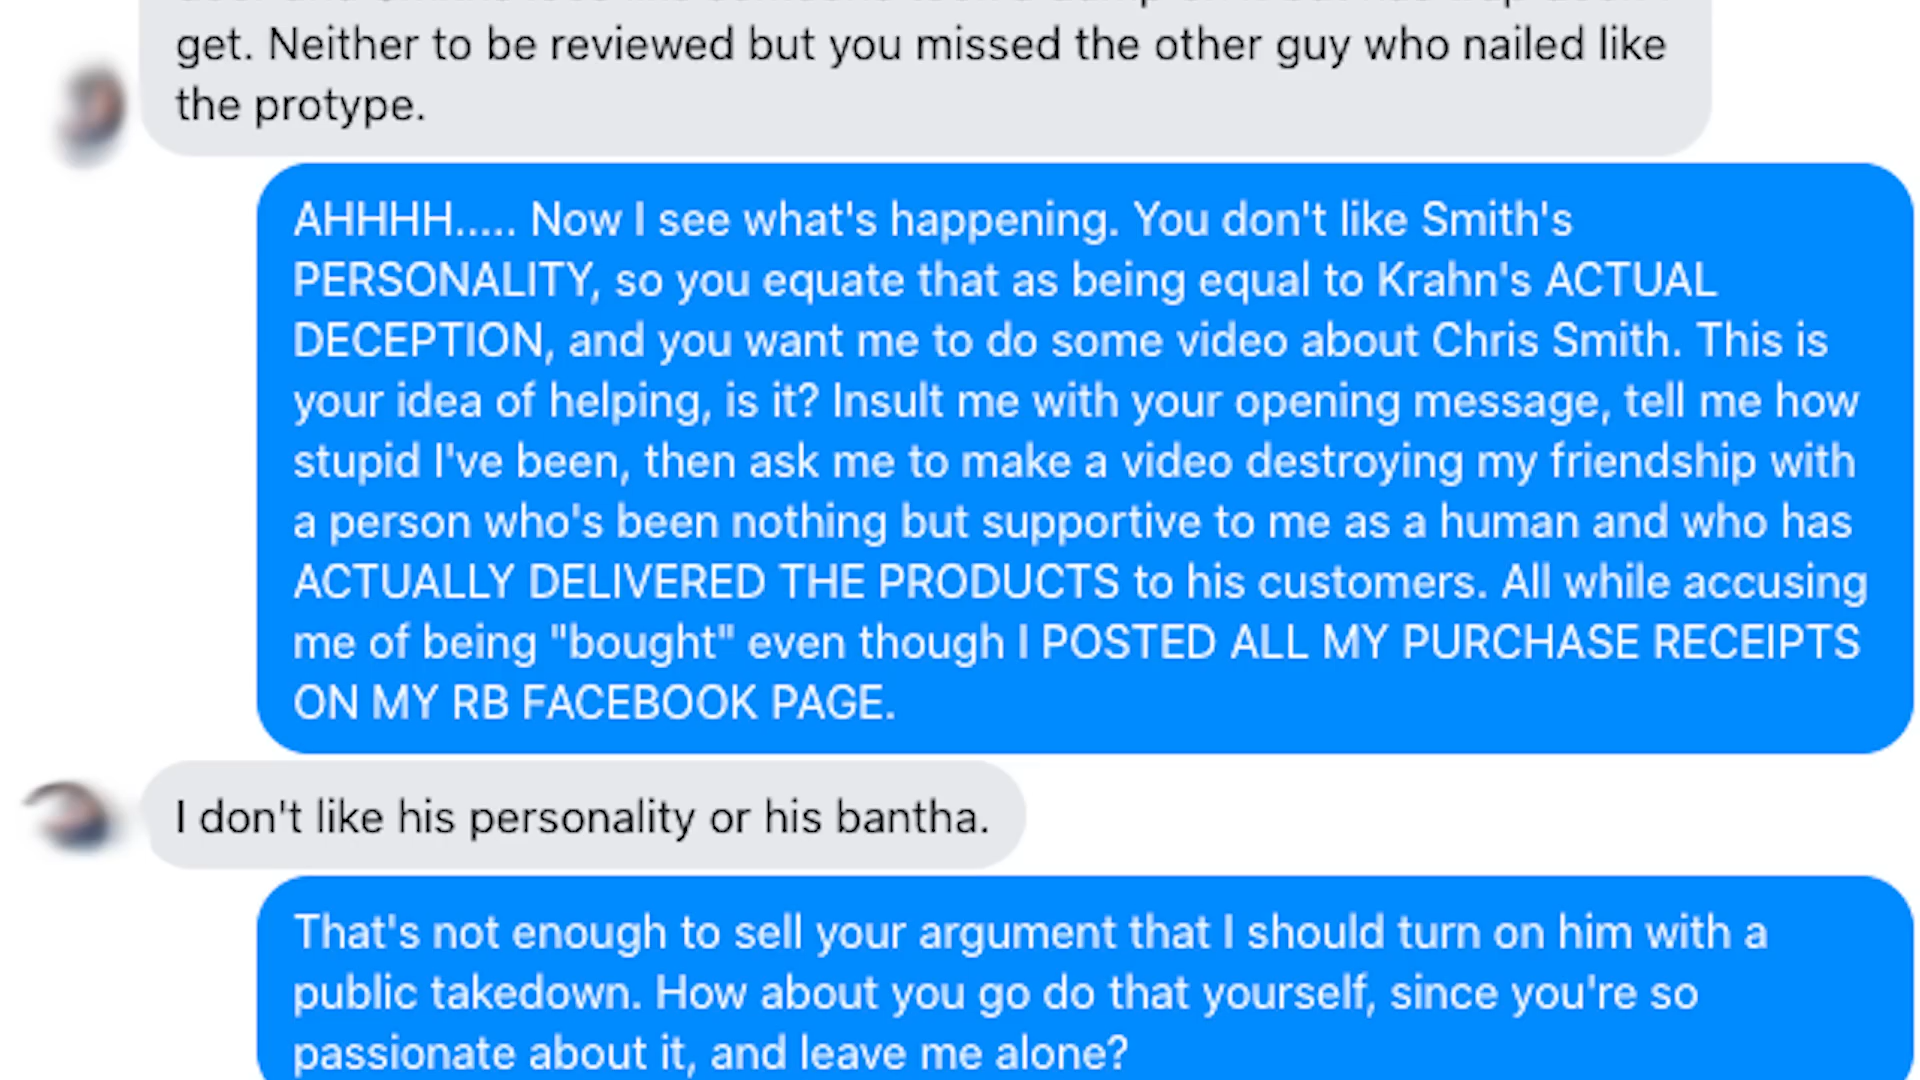 get. Neither to be reviewed but you missed the other guy who nailed like
the protype.
AHHHH..... Now I see what's happening. You don't like Smith's
PERSONALITY, so you equate that as being equal to Krahn's ACTUAL
DECEPTION, and you want me to do some video about Chris Smith. This is
your idea of helping, is it? Insult me with your opening message, tell me how
stupid I've been, then ask me to make a video destroying my friendship with
a person who's been nothing but supportive to me as a human and who has
ACTUALLY DELIVERED THE PRODUCTS to his customers. All while accusing
me of being "bought" even though I POSTED ALL MY PURCHASE RECEIPTS
ON MY RB FACEBOOK PAGE.
I don't like his personality or his bantha.
That's not enough to sell your argument that I should turn on him with a
public takedown. How about you go do that yourself, since you're so
passionate about it, and leave me alone?